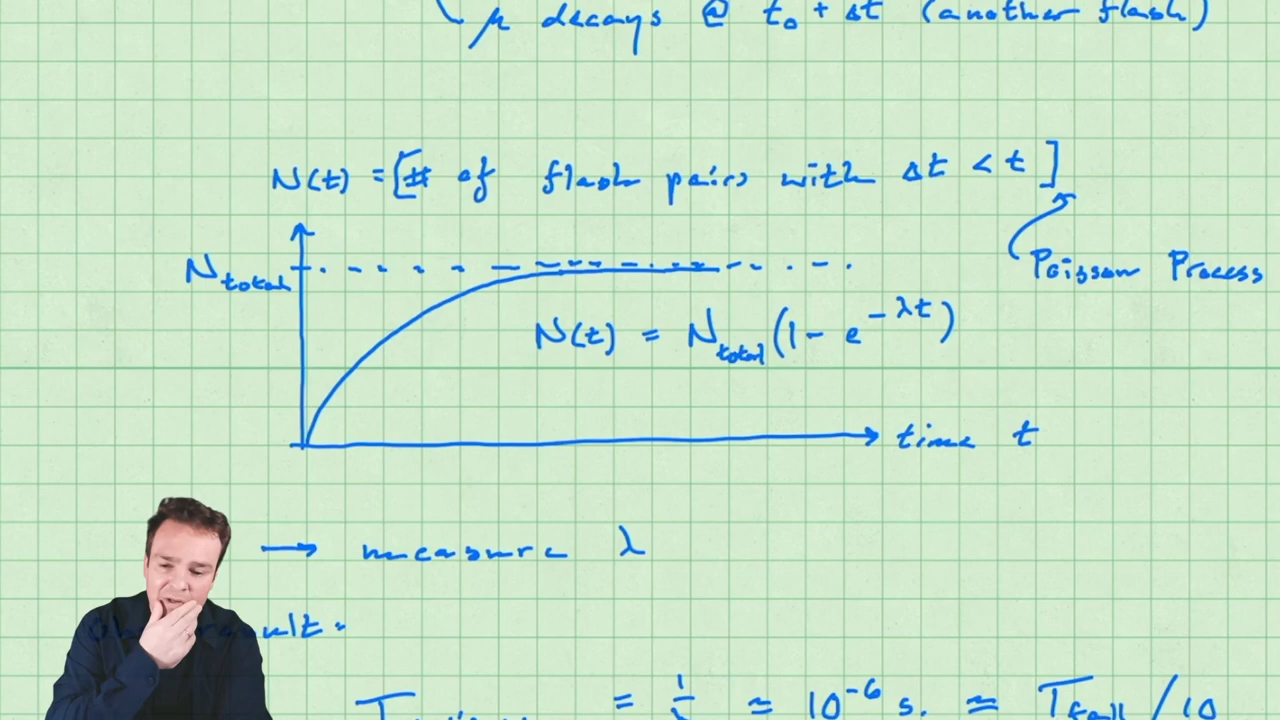 μ decays @ t₀ + Δt (another flash)
N(t) = [# of flash pairs with Δt < t]
Poisson Process
N_total
N(t) = N_total (1 - e^{-λt})
time t
→ measure λ
= 1/λ ≈ 10⁻⁶ s. ≈ T_fall / 10